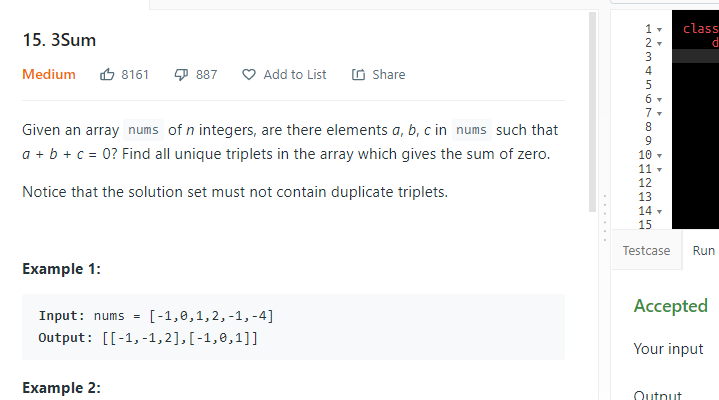 15. 3Sum
Medium 8161 887 Add to List Share
Given an array nums of n integers, are there elements a, b, c in nums such that
a + b + c = 0? Find all unique triplets in the array which gives the sum of zero.
Notice that the solution set must not contain duplicate triplets.
Example 1:
Input: nums = [-1,0,1,2,-1,-4]
Output: [[-1,-1,2],[-1,0,1]]
Example 2:
1 class
2 d
3
4
5
6
7
8
9
10
11
12
13
14
15
Testcase Run
Accepted
Your input
Output